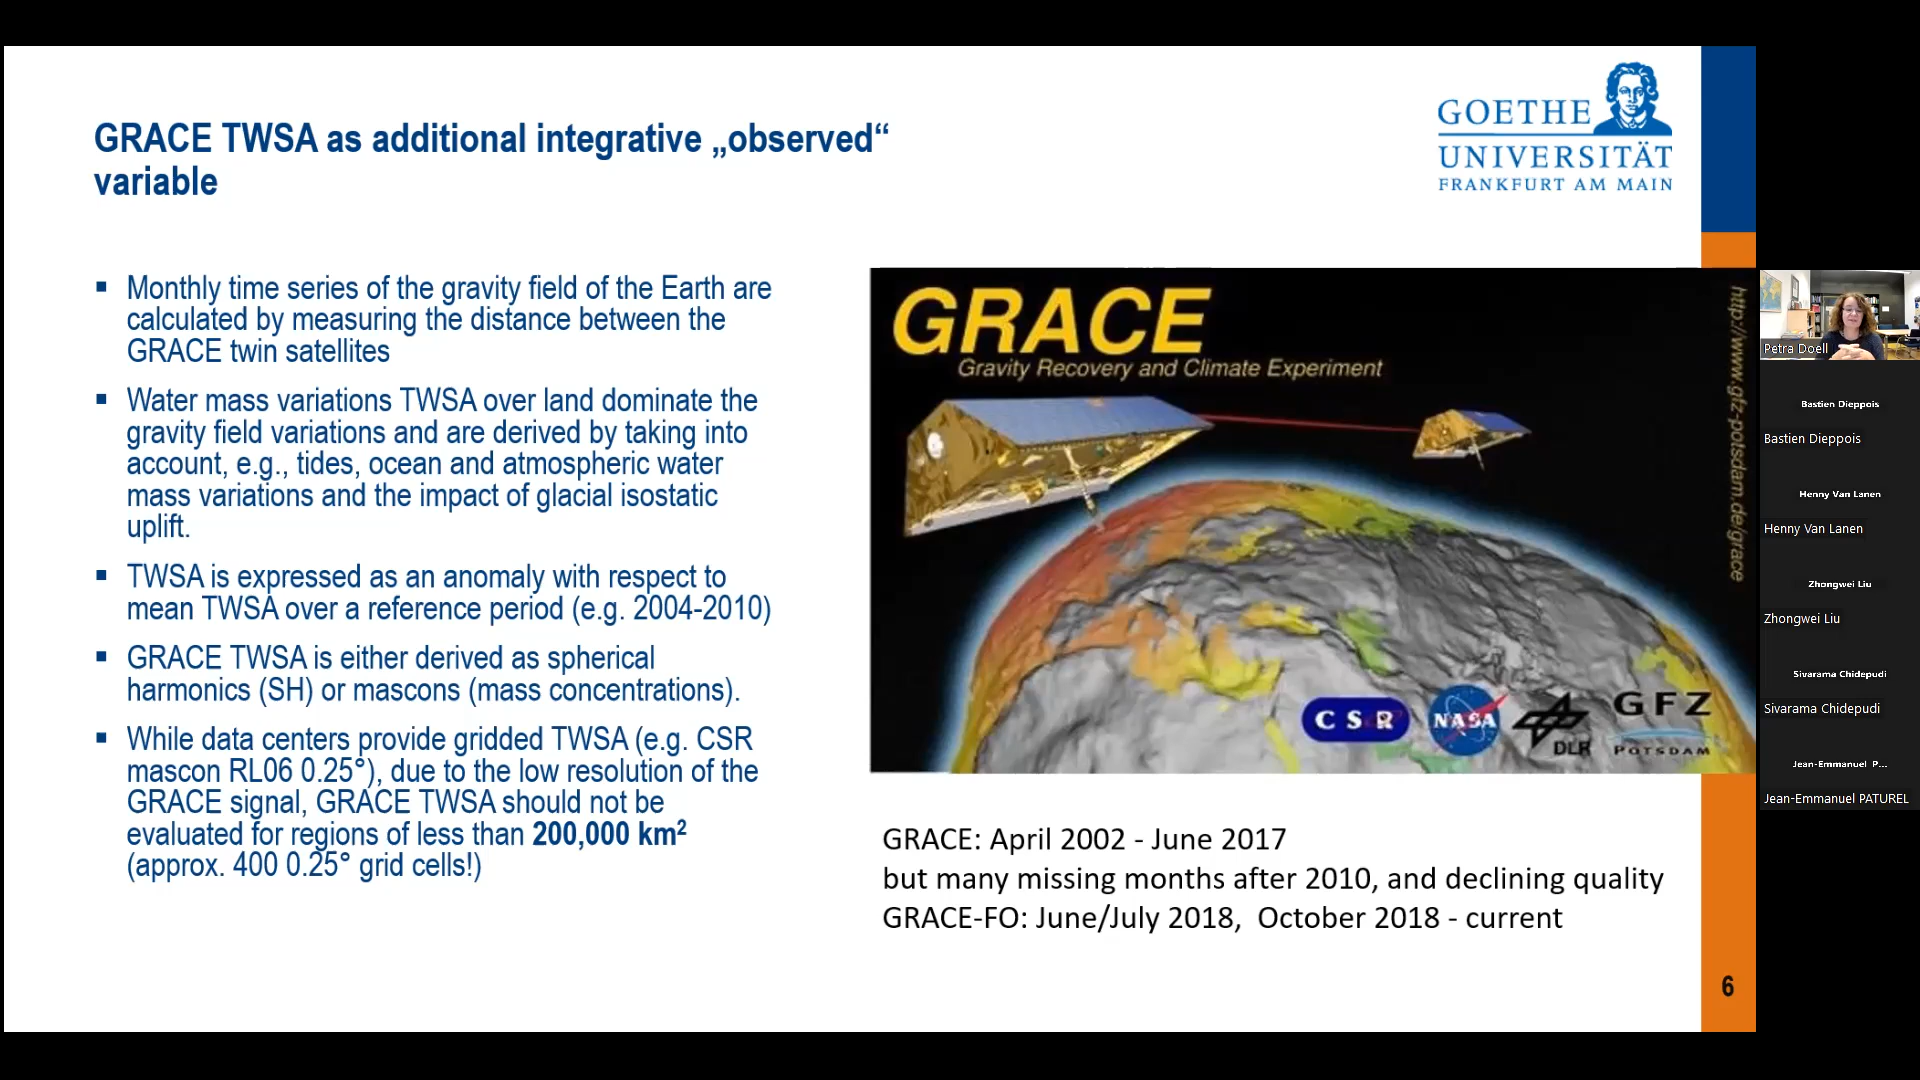 GRACE TWSA as additional integrative „observed“
variable
GOETHE
UNIVERSITÄT
FRANKFURT AM MAIN
▪ Monthly time series of the gravity field of the Earth are
calculated by measuring the distance between the
GRACE twin satellites
▪ Water mass variations TWSA over land dominate the
gravity field variations and are derived by taking into
account, e.g., tides, ocean and atmospheric water
mass variations and the impact of glacial isostatic
uplift.
▪ TWSA is expressed as an anomaly with respect to
mean TWSA over a reference period (e.g. 2004-2010)
▪ GRACE TWSA is either derived as spherical
harmonics (SH) or mascons (mass concentrations).
▪ While data centers provide gridded TWSA (e.g. CSR
mascon RL06 0.25°), due to the low resolution of the
GRACE signal, GRACE TWSA should not be
evaluated for regions of less than 200,000 km²
(approx. 400 0.25° grid cells!)
GRACE
Gravity Recovery and Climate Experiment
http://www.gfz-potsdam.de/grace
CSR
NASA
DLR
GFZ
POTSDAM
GRACE: April 2002 - June 2017
but many missing months after 2010, and declining quality
GRACE-FO: June/July 2018, October 2018 - current
6
Petra Doell
Bastien Dieppois
Bastien Dieppois
Henny Van Lanen
Henny Van Lanen
Zhongwei Liu
Zhongwei Liu
Sivarama Chidepudi
Sivarama Chidepudi
Jean-Emmanuel P...
Jean-Emmanuel PATUREL